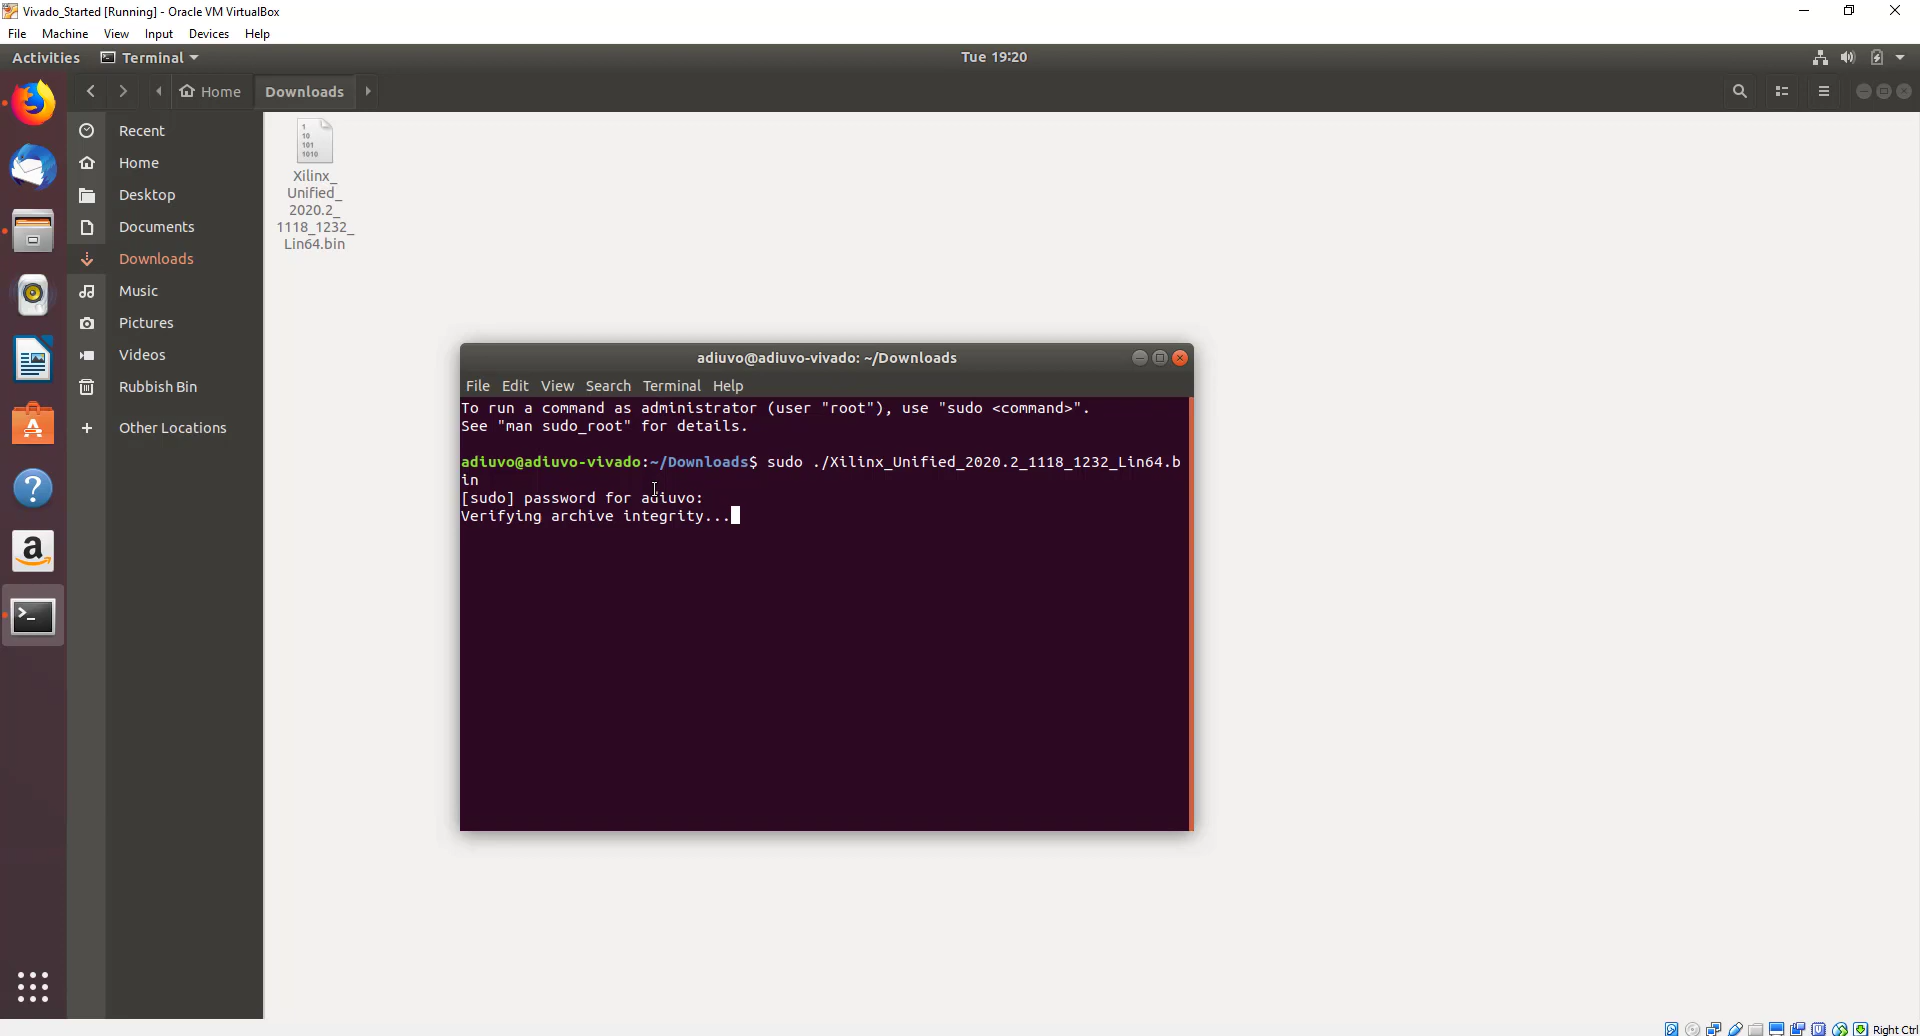 Vivado_Started [Running] - Oracle VM VirtualBox
File Machine View Input Devices Help
Activities Terminal Tue 19:20
Home Downloads
Recent
Home
Desktop
Documents
Downloads
Music
Pictures
Videos
Rubbish Bin
Other Locations
1
10
101
1010
Xilinx_
Unified_
2020.2_
1118_1232_
Lin64.bin
adiuvo@adiuvo-vivado: ~/Downloads
File Edit View Search Terminal Help
To run a command as administrator (user "root"), use "sudo <command>".
See "man sudo_root" for details.
adiuvo@adiuvo-vivado:~/Downloads$ sudo ./Xilinx_Unified_2020.2_1118_1232_Lin64.b
in
[sudo] password for adiuvo:
Verifying archive integrity...
Right Ctrl